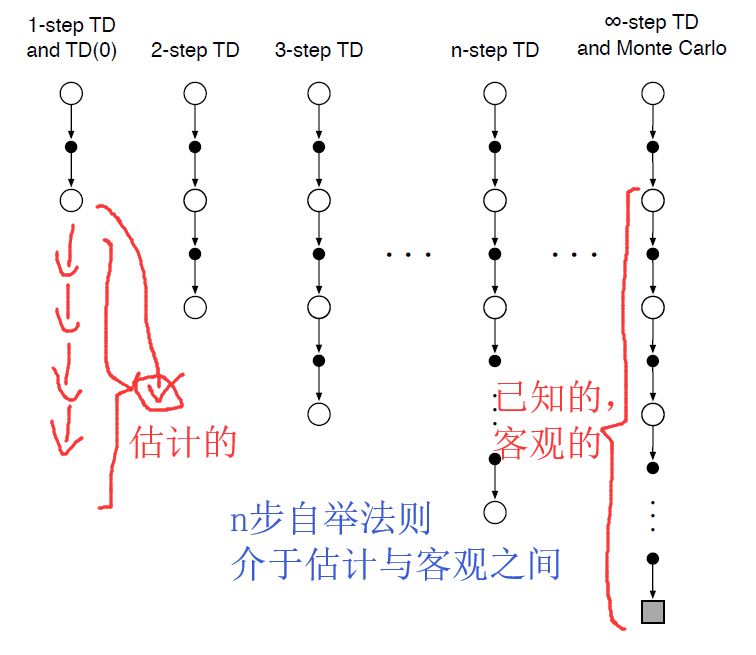 1-step TD
and TD(0)
2-step TD
3-step TD
n-step TD
∞-step TD
and Monte Carlo
估计的
已知的,
客观的
n步自举法则
介于估计与客观之间